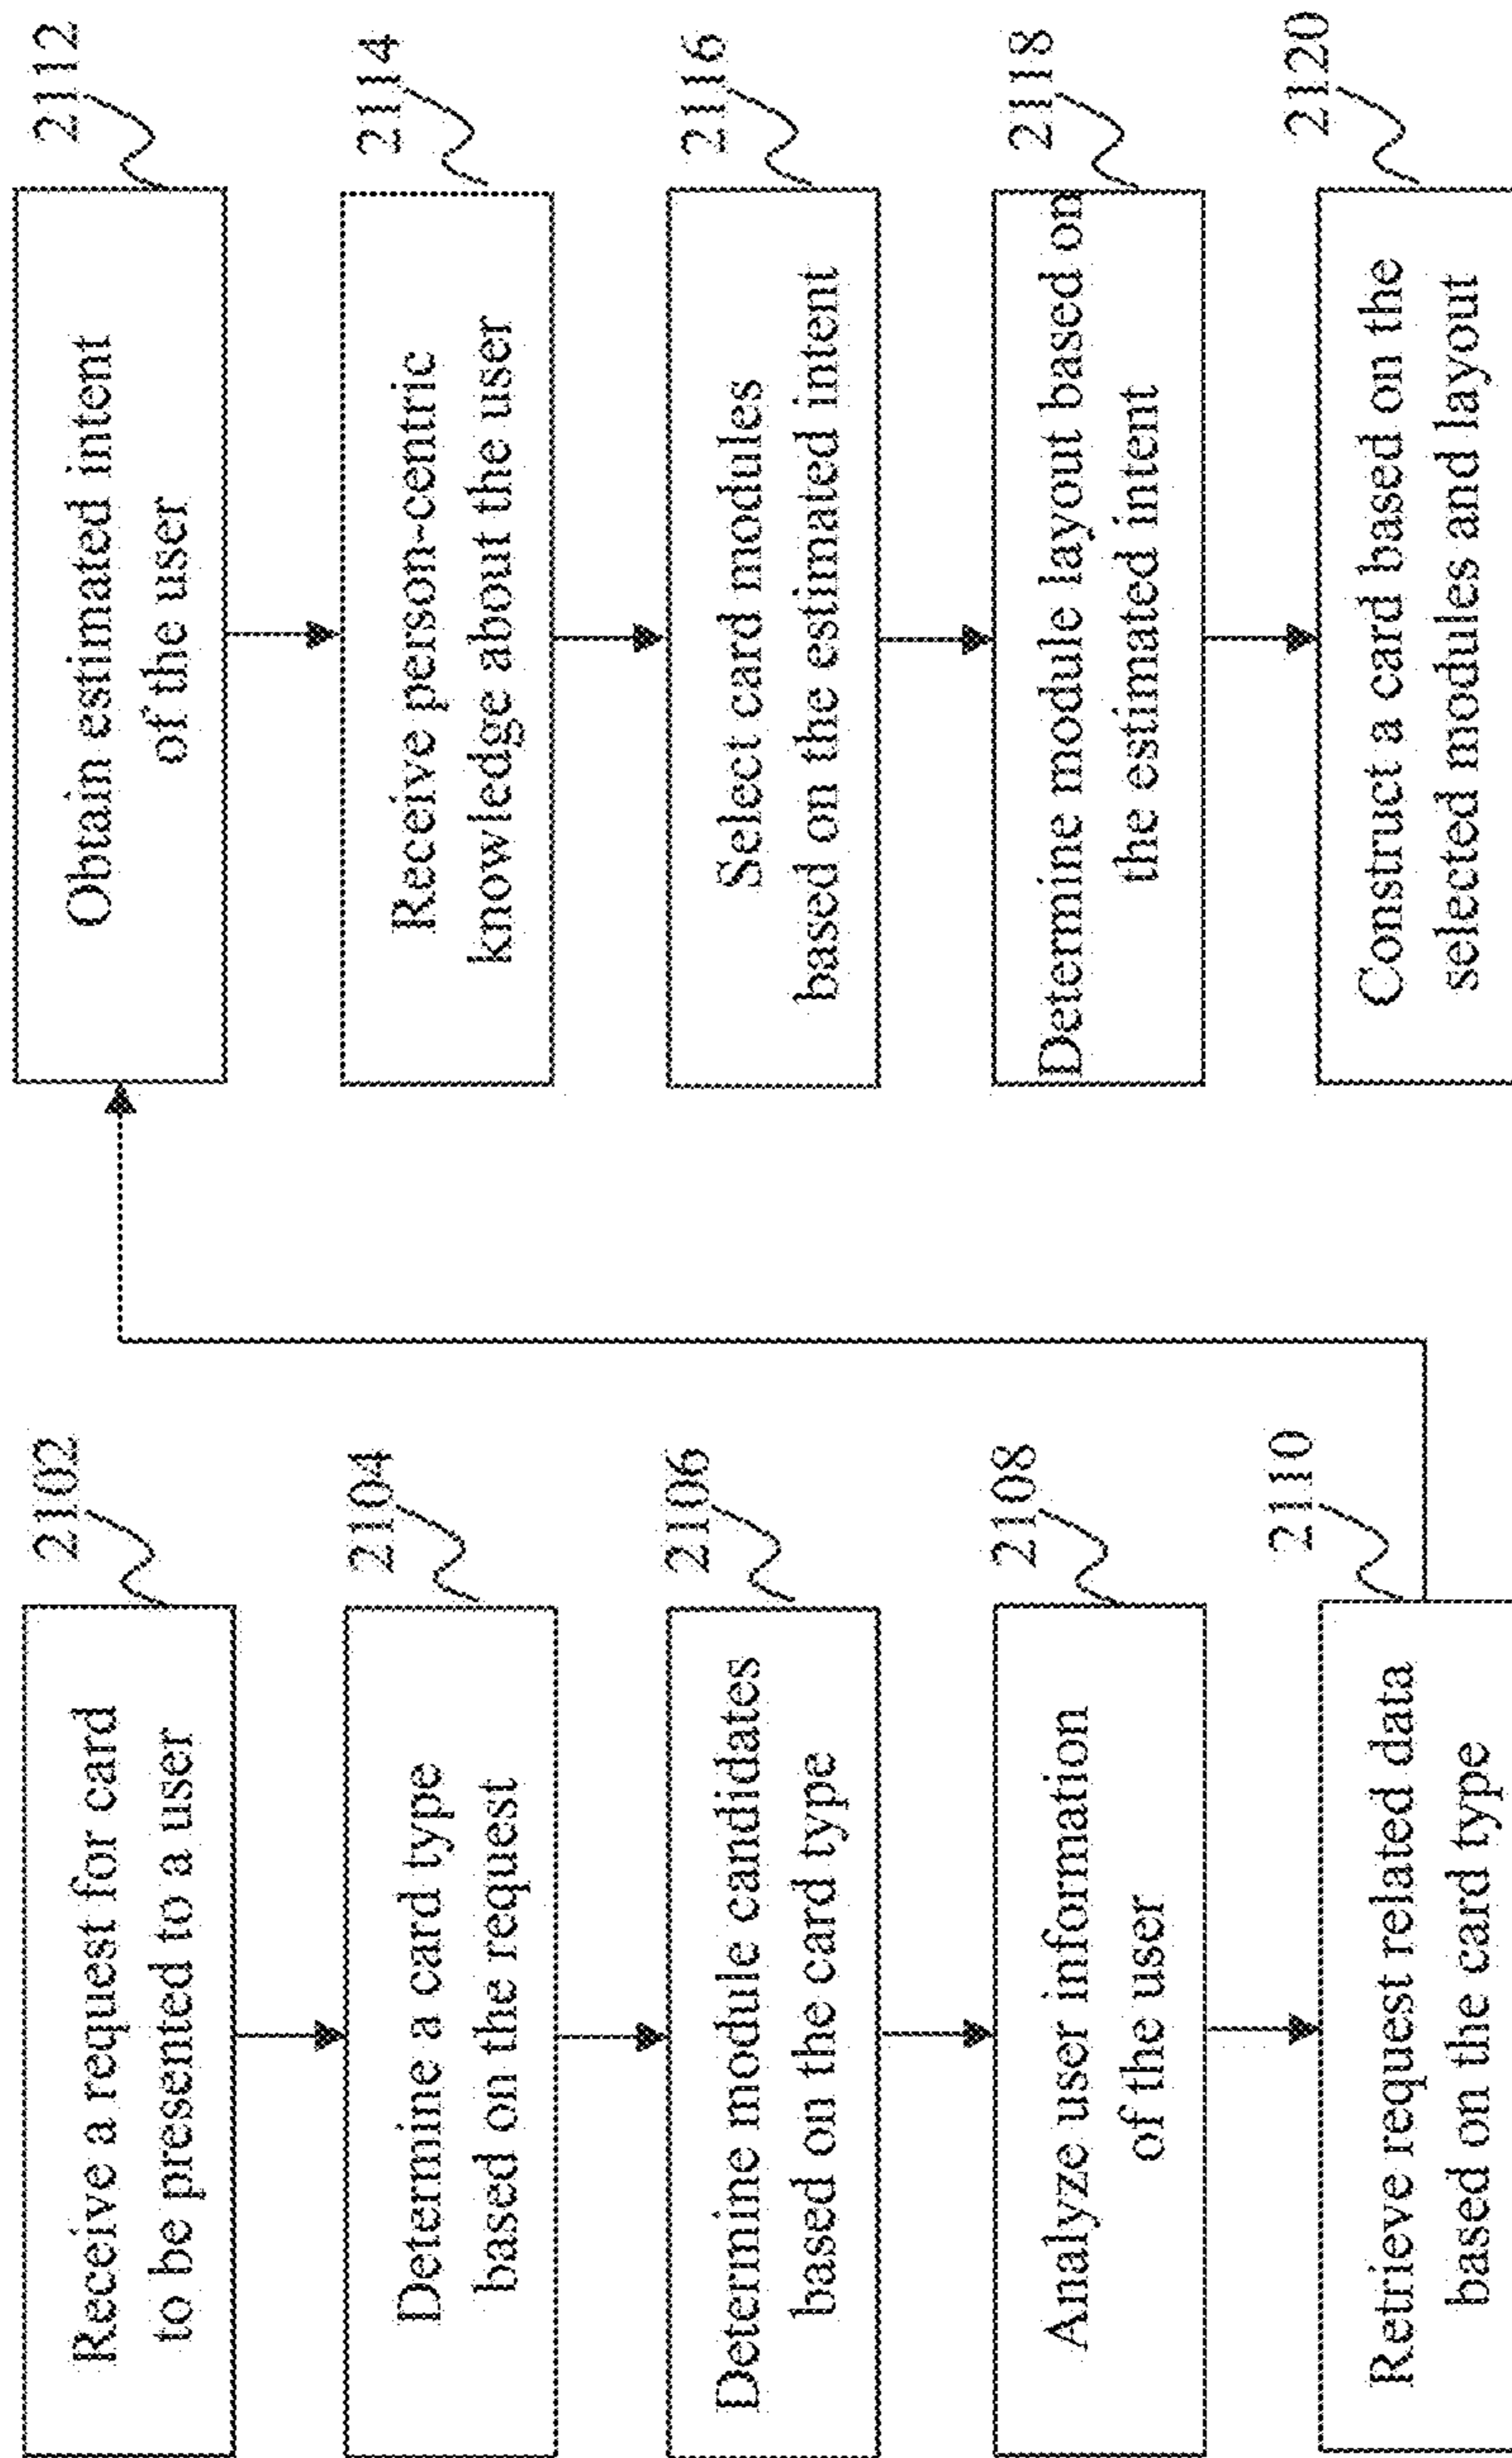 2102
Receive a request for card
to be presented to a user
2104
Determine a card type
based on the request
2106
Determine module candidates
based on the card type
2108
Analyze user information
of the user
2110
Retrieve request related data
based on the card type
2112
Obtain estimated intent
of the user
2114
Receive person-centric
knowledge about the user
2116
Select card modules
based on the estimated intent
2118
Determine module layout based on
the estimated intent
2120
Construct a card based on the
selected modules and layout